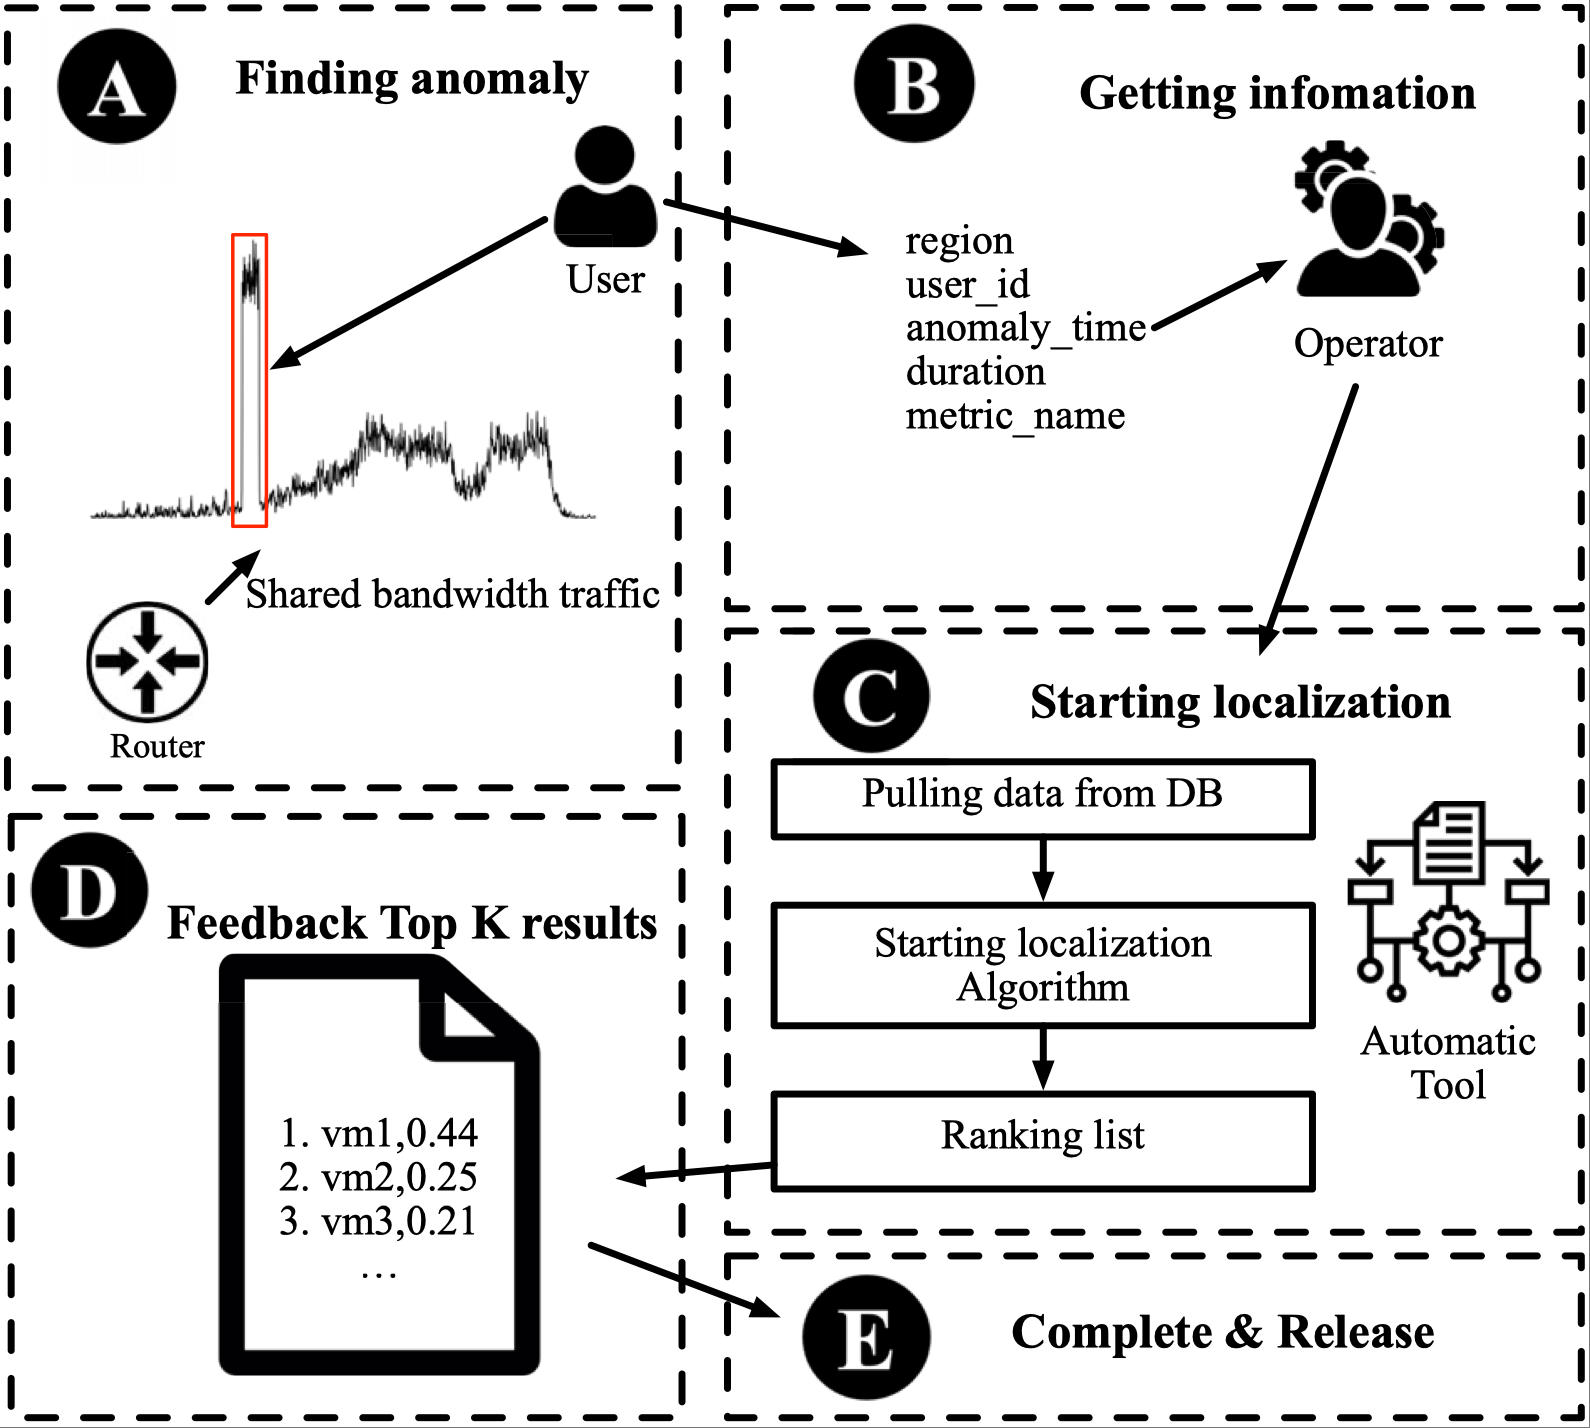 A
Finding anomaly
User
Shared bandwidth traffic
Router
B
Getting infomation
region
user_id
anomaly_time
duration
metric_name
Operator
C
Starting localization
Pulling data from DB
Starting localization
Algorithm
Ranking list
Automatic
Tool
D
Feedback Top K results
1. vm1,0.44
2. vm2,0.25
3. vm3,0.21
...
E
Complete & Release